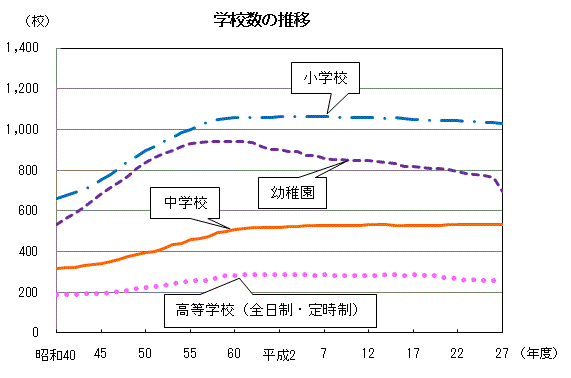 学校数の推移
（校）
1,400
1,200
1,000
800
600
400
200
0
小学校
幼稚園
中学校
高等学校（全日制・定時制）
昭和40 45 50 55 60 平成2 7 12 17 22 27 （年度）